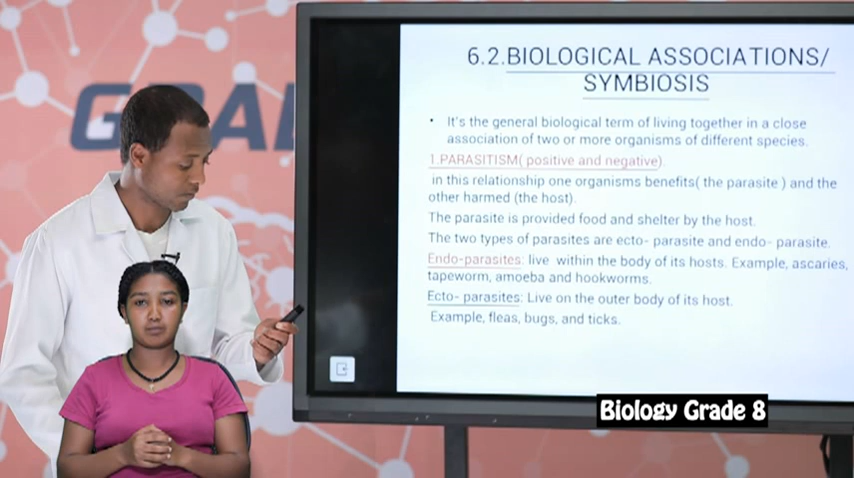 6.2.BIOLOGICAL ASSOCIATIONS/
SYMBIOSIS
• It's the general biological term of living together in a close
association of two or more organisms of different species.
1.PARASITISM( positive and negative).
in this relationship one organisms benefits( the parasite ) and the
other harmed (the host).
The parasite is provided food and shelter by the host.
The two types of parasites are ecto- parasite and endo- parasite.
Endo-parasites: live within the body of its hosts. Example, ascaries,
tapeworm, amoeba and hookworms.
Ecto- parasites: Live on the outer body of its host.
Example, fleas, bugs, and ticks.
Biology Grade 8